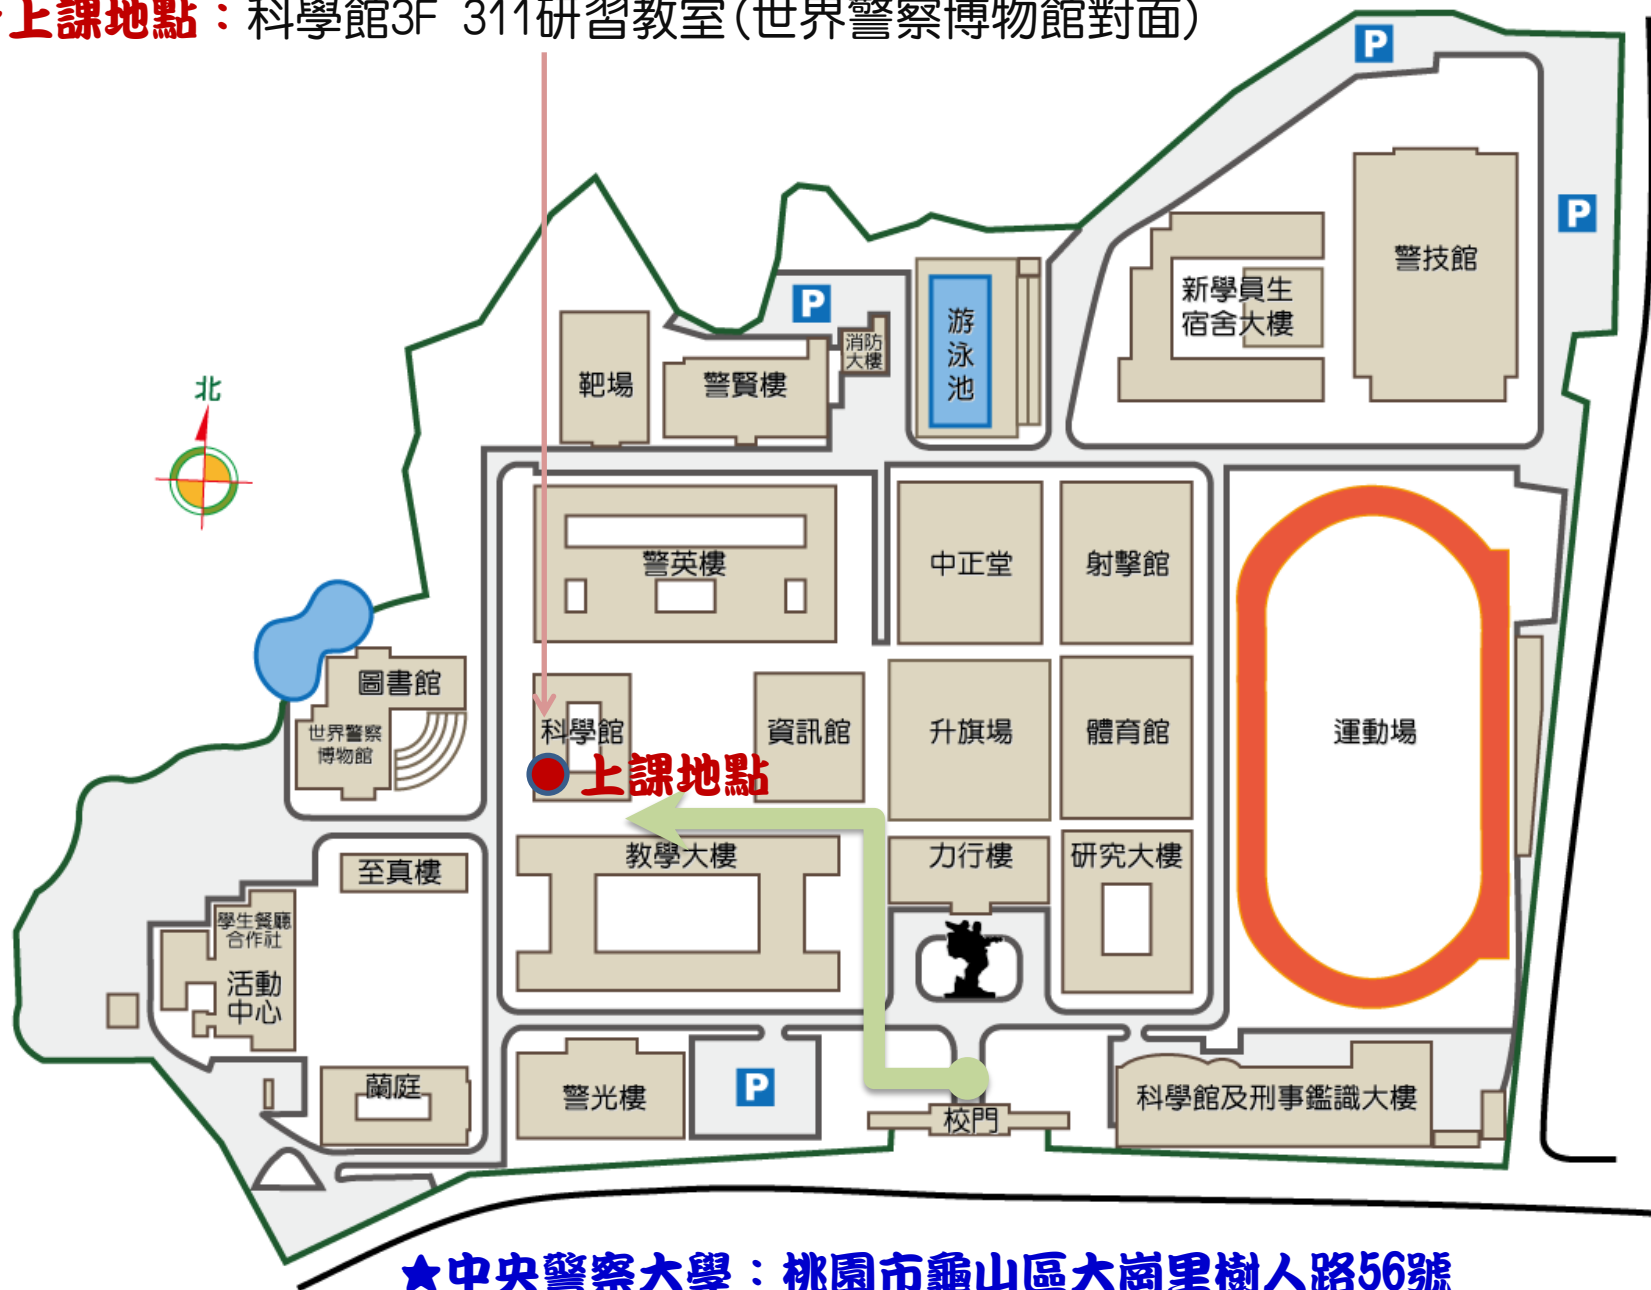 上課地點：科學館3F 311研習教室(世界警察博物館對面)
P
P
警技館
新學員生
宿舍大樓
P
消防
大樓
游
泳
池
靶場
警賢樓
北
警英樓
中正堂
射擊館
圖書館
世界警察
博物館
科學館
資訊館
升旗場
體育館
運動場
上課地點
至真樓
教學大樓
力行樓
研究大樓
學生餐廳
合作社
活動
中心
蘭庭
警光樓
P
校門
科學館及刑事鑑識大樓
★中央警察大學：桃園市龜山區大崗里樹人路56號